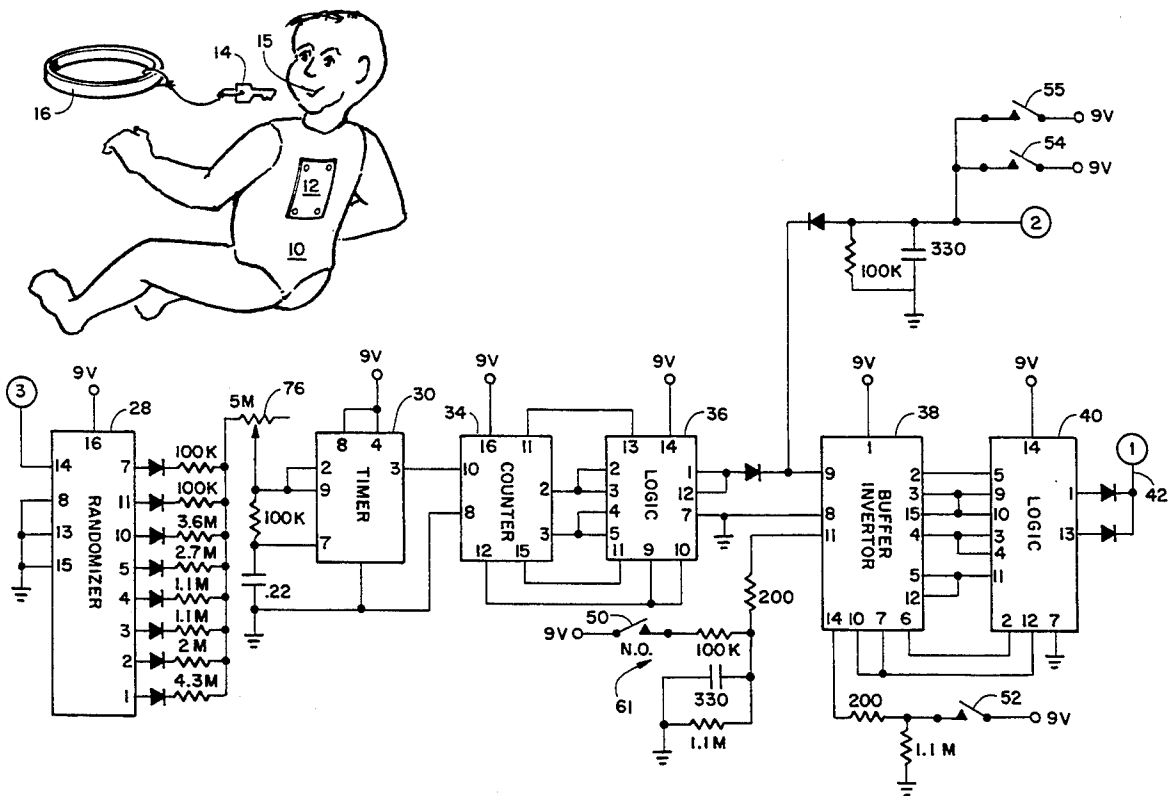 14
15
16
12
10
55
9V
54
9V
2
100K
330
3
9V
28
16
RANDOMIZER
14
8
13
15
7
11
10
5
4
3
2
1
100K
100K
3.6M
2.7M
1.1M
1.1M
2M
4.3M
5M
76
100K
.22
9V
30
8
4
2
9
7
3
TIMER
9V
34
16
11
10
8
2
3
12
15
COUNTER
9V
36
13
14
2
3
4
5
11
9
10
1
12
7
LOGIC
200
50
9V
N.O.
100K
61
330
1.1M
9V
38
1
9
8
11
BUFFER
INVERTOR
2
3
15
4
5
12
14
10
7
6
9V
40
14
5
9
10
3
4
11
2
12
7
1
13
LOGIC
1
42
200
52
9V
1.1M